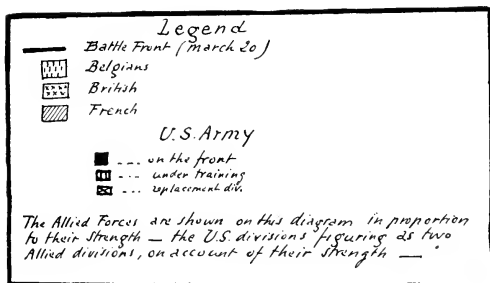 Legend
Battle Front (March 20)
Belgians
British
French
U.S. Army
on the front
under training
replacement div.
The Allied Forces are shown on this diagram in proportion
to their strength — the U.S. divisions figuring as two
Allied divisions, on account of their strength —